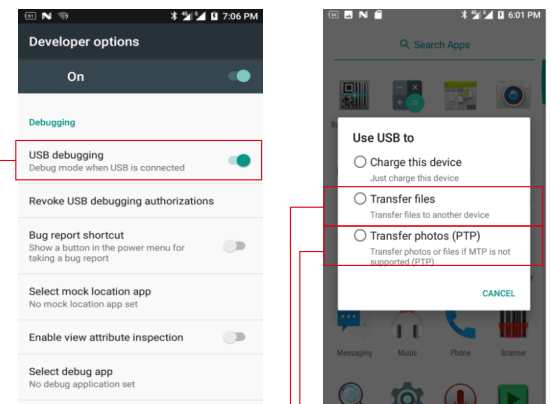 7:06 PM
Developer options
On
Debugging
USB debugging
Debug mode when USB is connected
Revoke USB debugging authorizations
Bug report shortcut
Show a button in the power menu for
taking a bug report
Select mock location app
No mock location app set
Enable view attribute inspection
Select debug app
No debug application set
6:01 PM
Search Apps
Use USB to
Charge this device
Just charge this device
Transfer files
Transfer files to another device
Transfer photos (PTP)
Transfer photos or files if MTP is not
supported (PTP)
CANCEL
Messaging
Music
Phone
Scanner